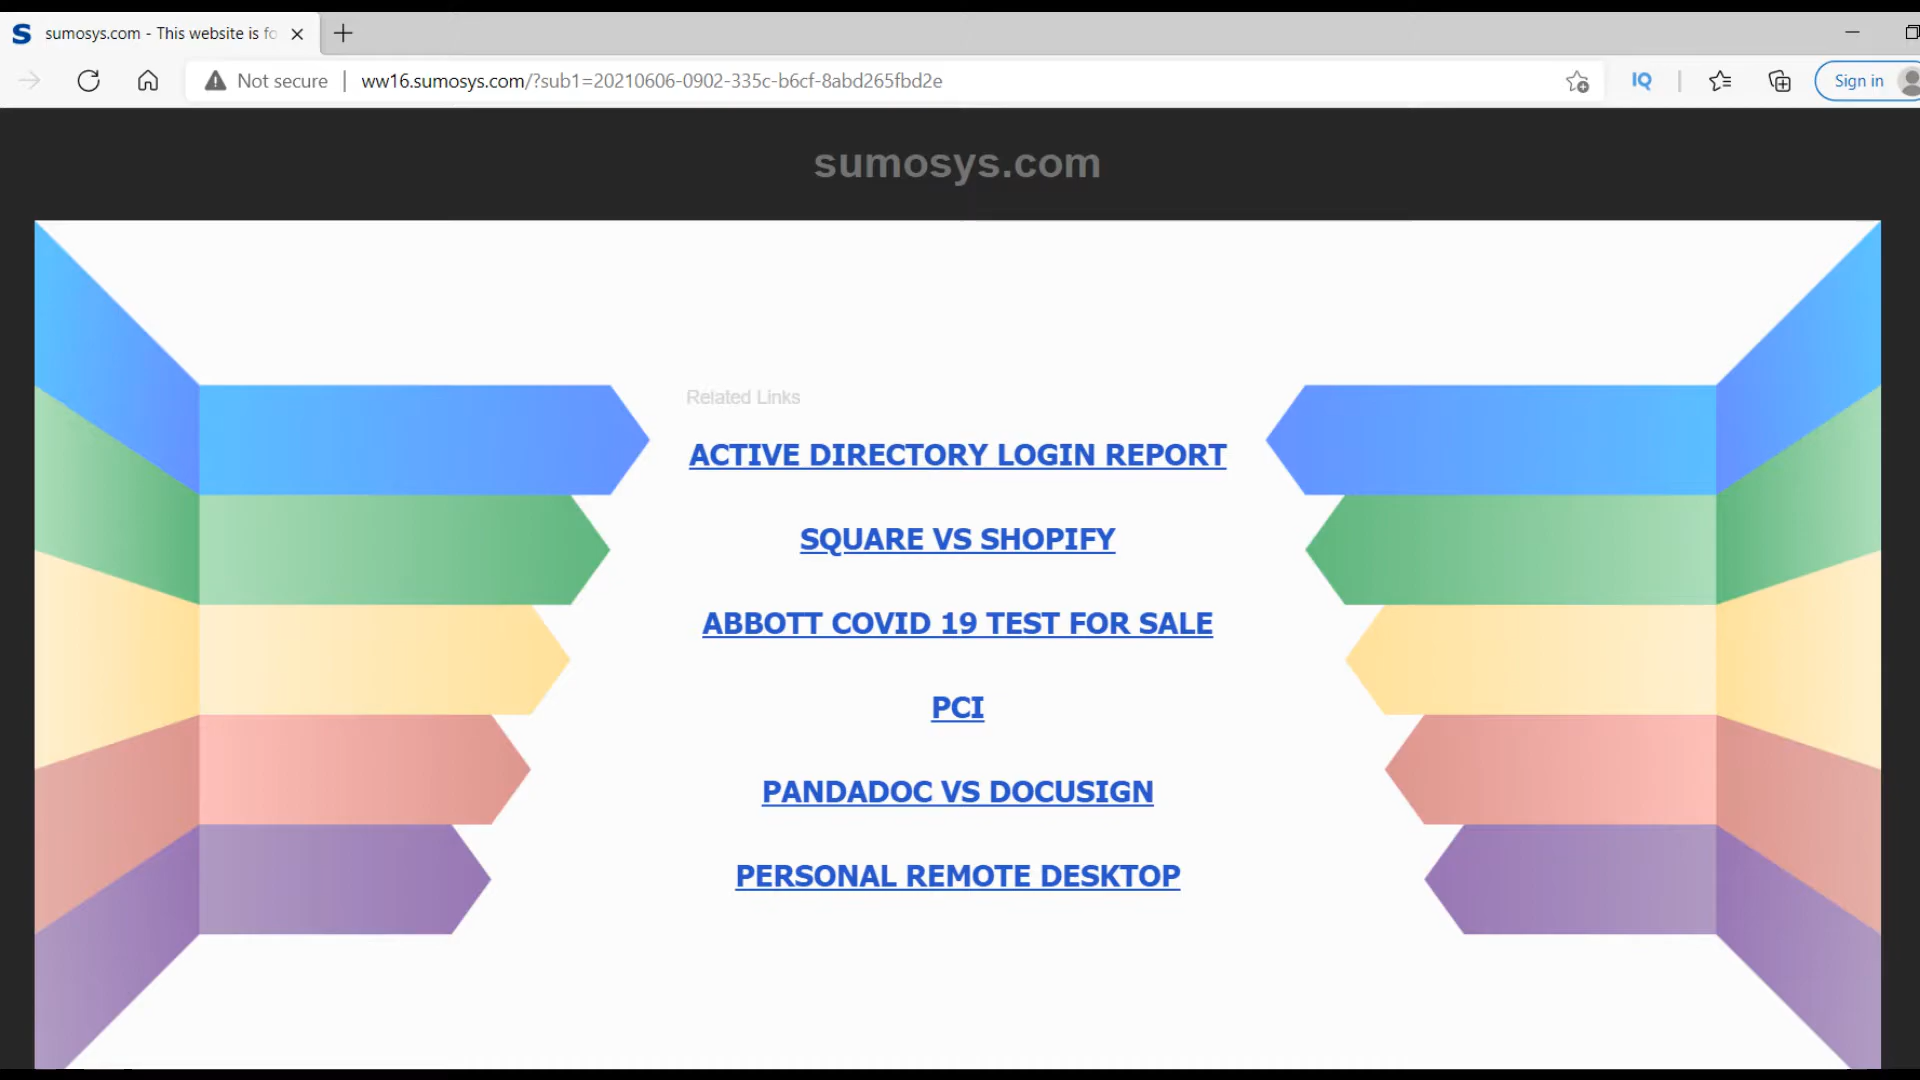 S sumosys.com - This website is fo
Not secure | ww16.sumosys.com/?sub1=20210606-0902-335c-b6cf-8abd265fbd2e IQ Sign in
sumosys.com
Related Links
ACTIVE DIRECTORY LOGIN REPORT
SQUARE VS SHOPIFY
ABBOTT COVID 19 TEST FOR SALE
PCI
PANDADOC VS DOCUSIGN
PERSONAL REMOTE DESKTOP